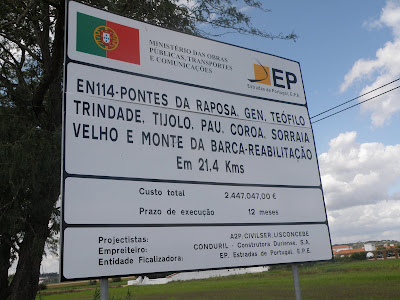 MINISTÉRIO DAS OBRAS
PÚBLICAS, TRANSPORTES
E COMUNICAÇÕES
EP
Estradas de Portugal, E.P.E.
EN114-PONTES DA RAPOSA, GEN. TEÓFILO
TRINDADE, TIJOLO, PAU, COROA, SORRAIA
VELHO E MONTE DA BARCA-REABILITAÇÃO
Em 21,4 Kms
Custo total 2.447.047,00 €
Prazo de execução 12 meses
Projectistas: A2P.CIVILSER.LISCONCEBE
Empreiteiro: CONDURIL - Construtora Duriense, S.A.
Entidade Fiscalizadora: EP. Estradas de Portugal, E.P.E.